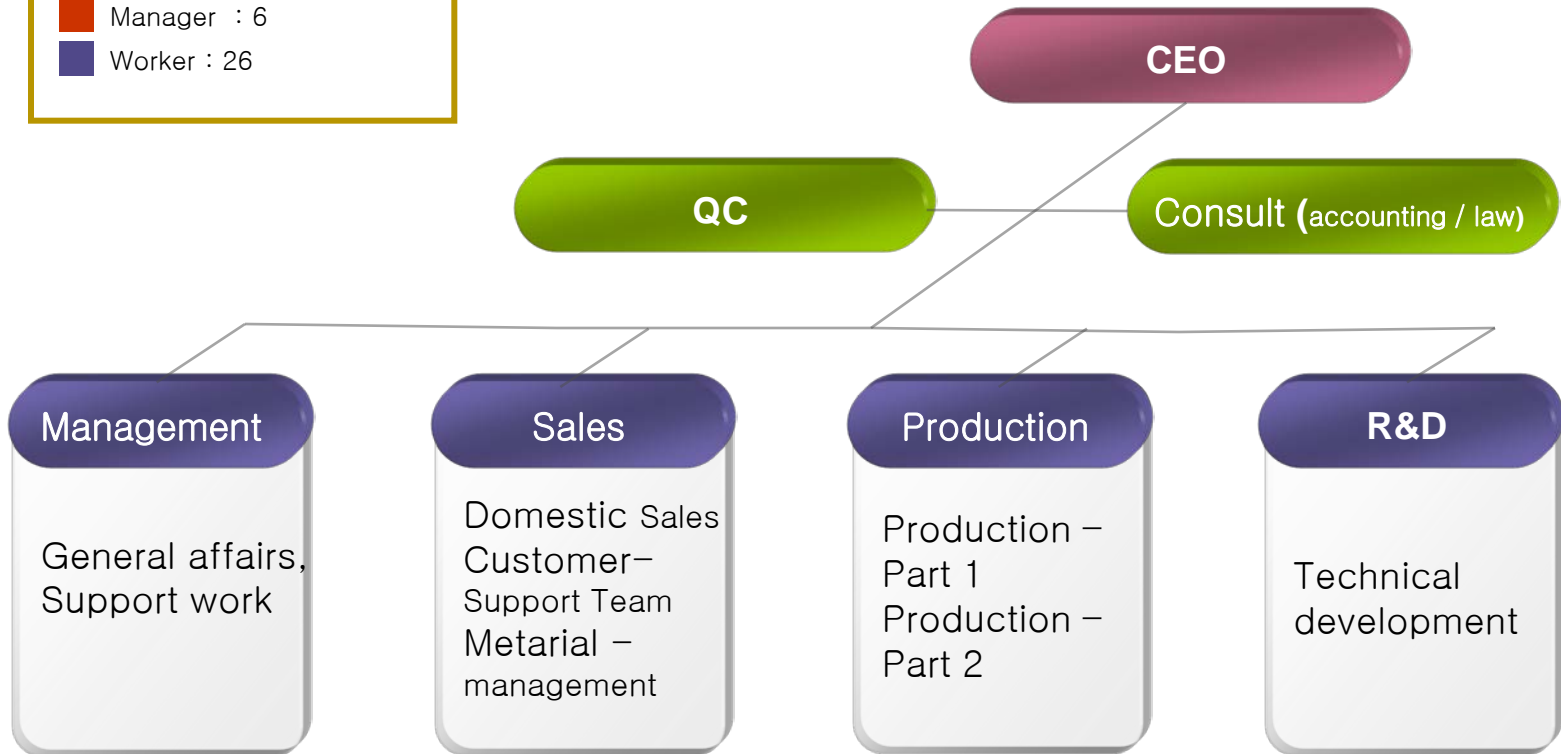 Manager : 6
Worker : 26
CEO
QC
Consult (accounting / law)
Management
General affairs,
Support work
Sales
Domestic Sales
Customer-
Support Team
Metarial -
management
Production
Production -
Part 1
Production -
Part 2
R&D
Technical
development